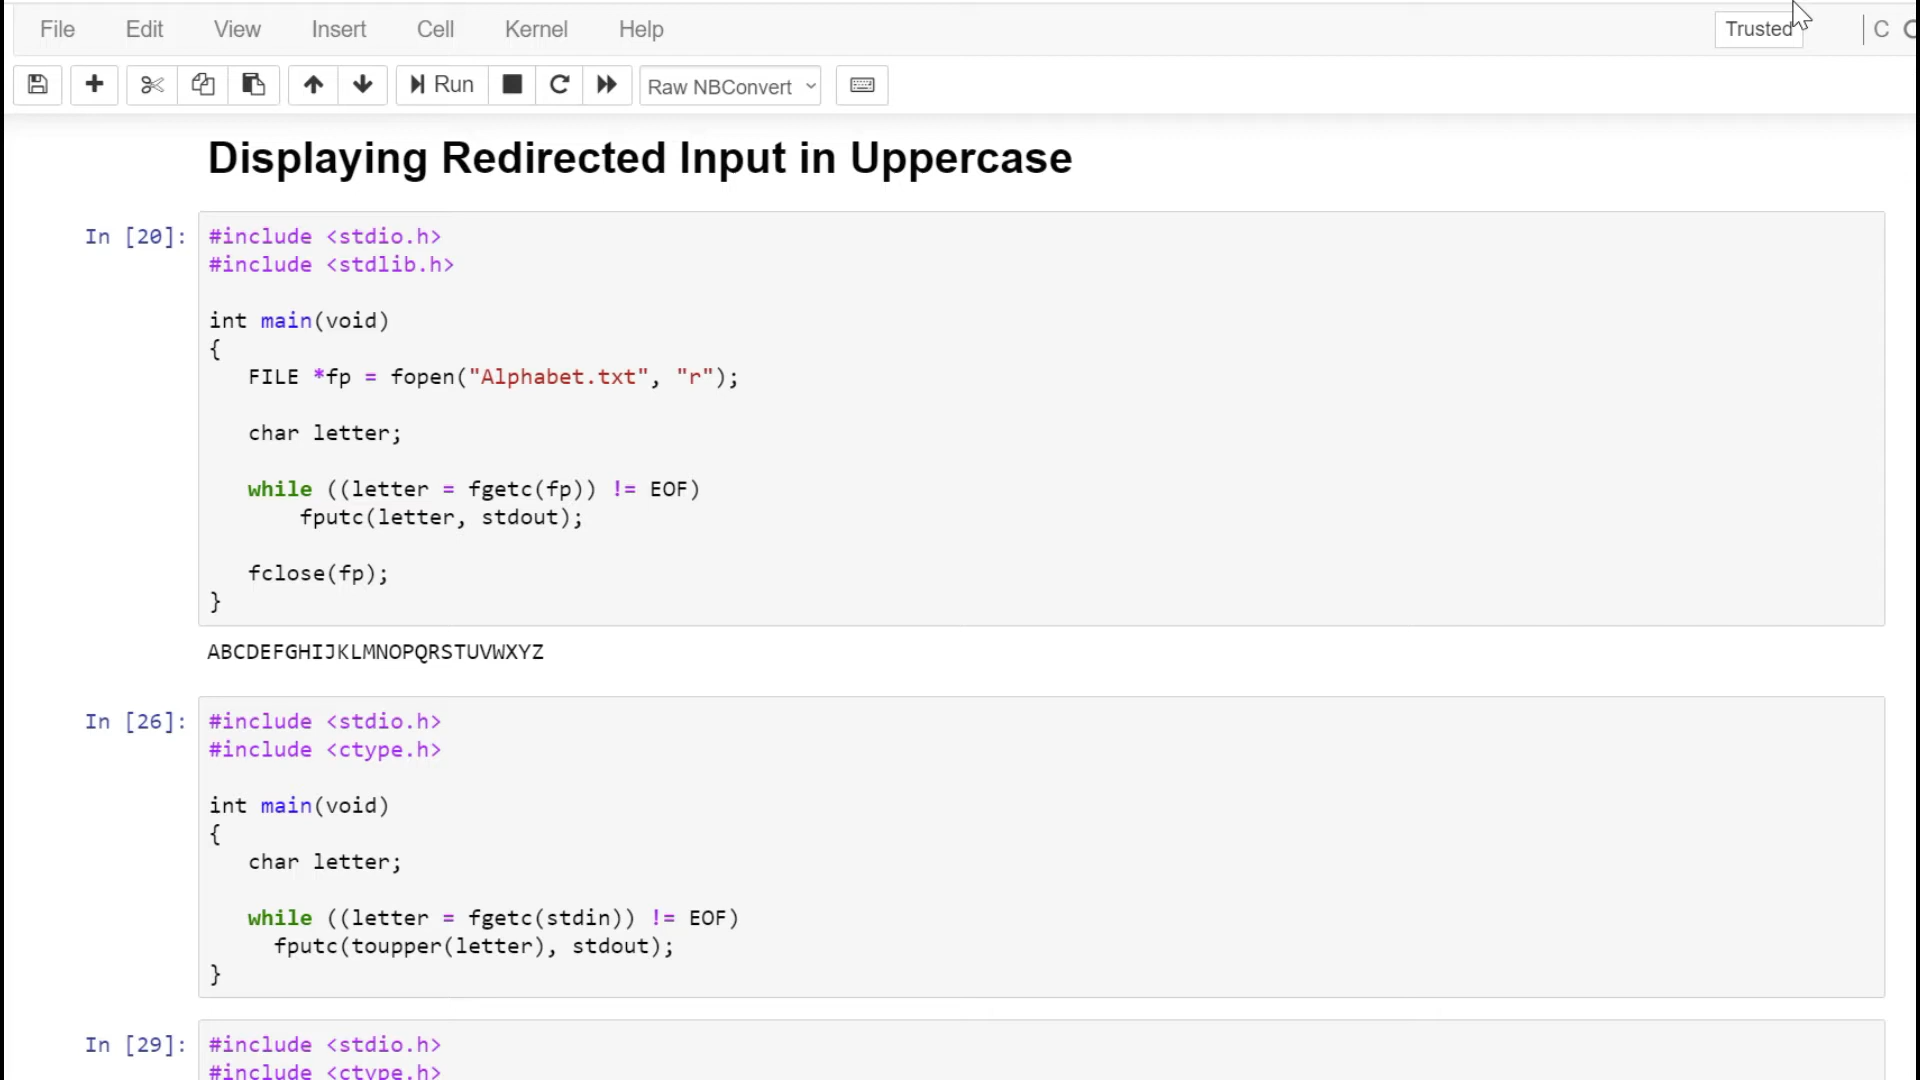 File Edit View Insert Cell Kernel Help Trusted C
Run Raw NBConvert
Displaying Redirected Input in Uppercase
In [20]:
#include <stdio.h>
#include <stdlib.h>
int main(void)
{
FILE *fp = fopen("Alphabet.txt", "r");
char letter;
while ((letter = fgetc(fp)) != EOF)
fputc(letter, stdout);
fclose(fp);
}
ABCDEFGHIJKLMNOPQRSTUVWXYZ
In [26]:
#include <stdio.h>
#include <ctype.h>
int main(void)
{
char letter;
while ((letter = fgetc(stdin)) != EOF)
fputc(toupper(letter), stdout);
}
In [29]:
#include <stdio.h>
#include <ctype.h>